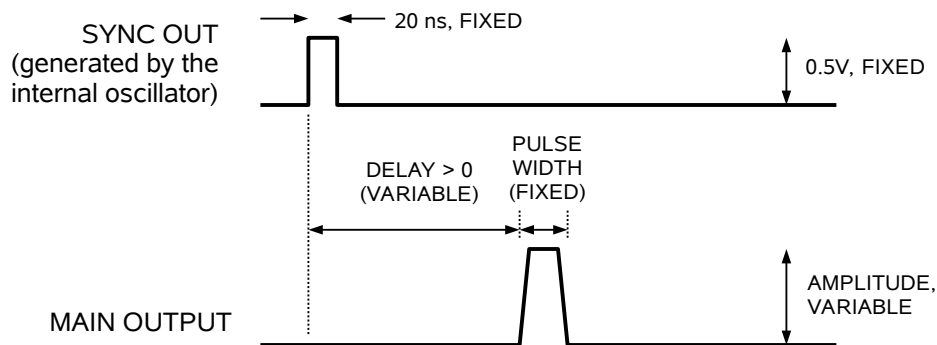 20 ns, FIXED
SYNC OUT
(generated by the
internal oscillator)
0.5V, FIXED
DELAY > 0
(VARIABLE)
PULSE
WIDTH
(FIXED)
AMPLITUDE,
VARIABLE
MAIN OUTPUT